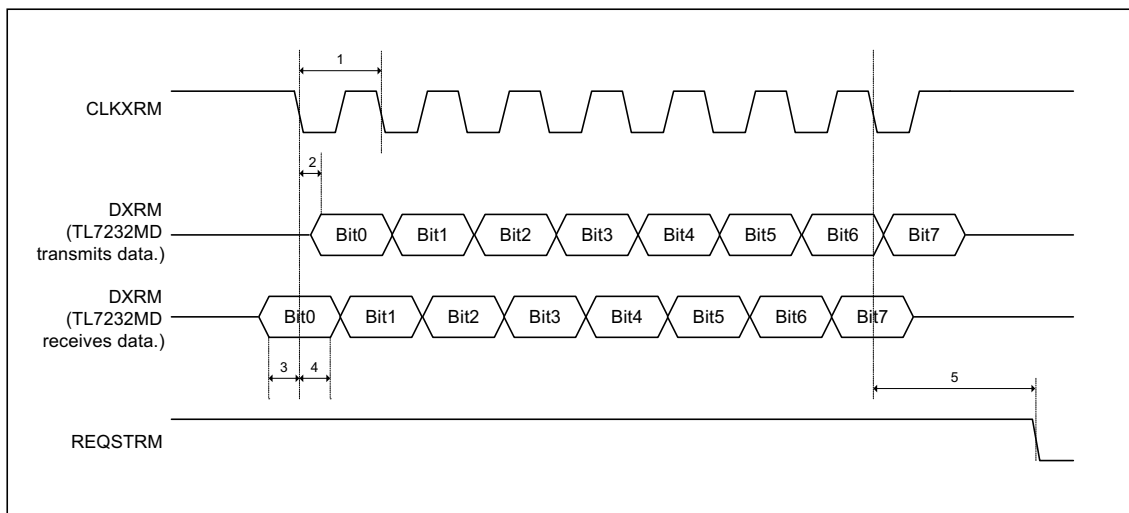 1
CLKXRM
2
DXRM
(TL7232MD
transmits data.)
Bit0 Bit1 Bit2 Bit3 Bit4 Bit5 Bit6 Bit7
DXRM
(TL7232MD
receives data.)
Bit0 Bit1 Bit2 Bit3 Bit4 Bit5 Bit6 Bit7
3 4
5
REQSTRM